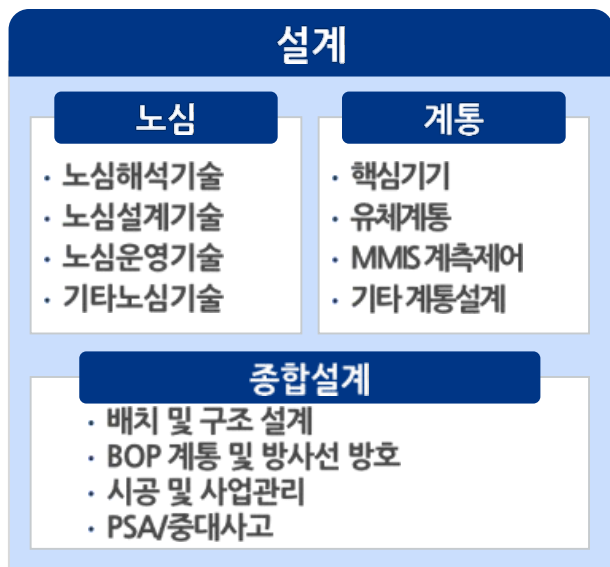 설계
노심
· 노심해석기술
· 노심설계기술
· 노심운영기술
· 기타노심기술
계통
· 핵심기기
· 유체계통
· MMIS 계측제어
· 기타 계통설계
종합설계
· 배치 및 구조 설계
· BOP 계통 및 방사선 방호
· 시공 및 사업관리
· PSA/중대사고